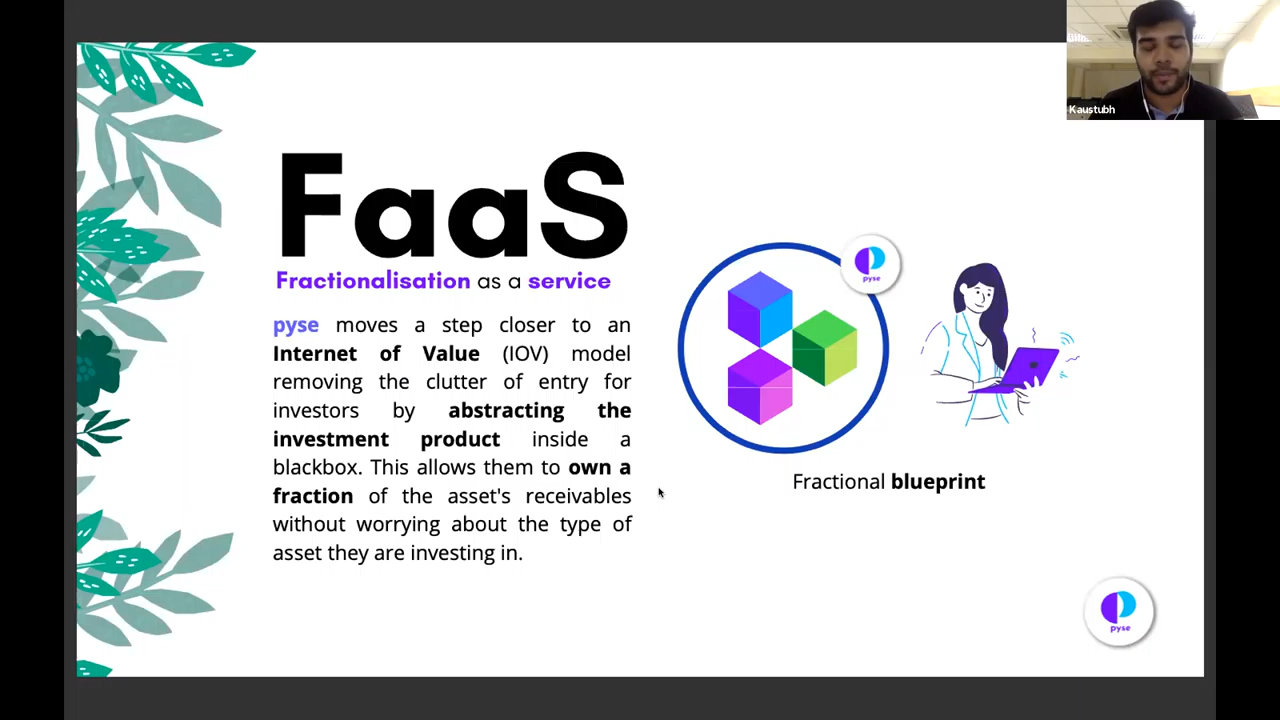 Kaustubh
FaaS
Fractionalisation as a service
pyse moves a step closer to an
Internet of Value (IOV) model
removing the clutter of entry for
investors by abstracting the
investment product inside a
blackbox. This allows them to own a
fraction of the asset's receivables
without worrying about the type of
asset they are investing in.
pyse
Fractional blueprint
pyse